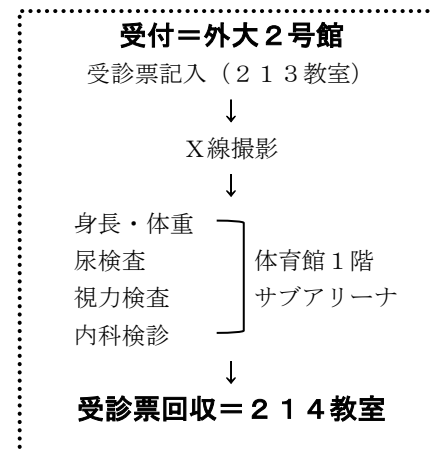 受付＝外大２号館
受診票記入（２１３教室）
↓
Ｘ線撮影
↓
身長・体重
尿検査
視力検査
内科検診
体育館１階
サブアリーナ
↓
受診票回収＝２１４教室